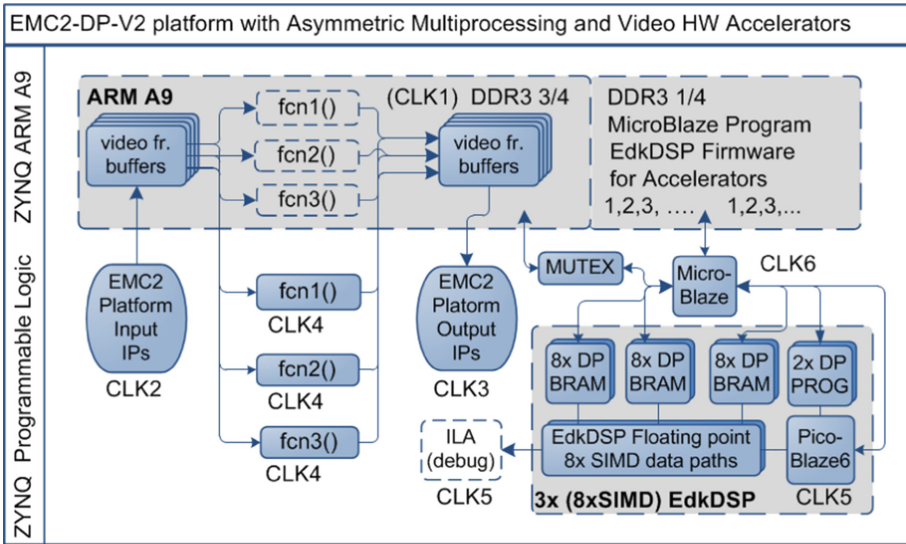 EMC2-DP-V2 platform with Asymmetric Multiprocessing and Video HW Accelerators
ZYNQ ARM A9
ARM A9
video fr.
buffers
fcn1()
fcn2()
fcn3()
(CLK1) DDR3 3/4
video fr.
buffers
DDR3 1/4
MicroBlaze Program
EdkDSP Firmware
for Accelerators
1,2,3, .... 1,2,3,...
ZYNQ Programmable Logic
EMC2
Platform
Input
IPs
CLK2
fcn1()
CLK4
fcn2()
CLK4
fcn3()
CLK4
EMC2
Platorm
Output
IPs
CLK3
MUTEX
Micro-
Blaze
CLK6
8x DP
BRAM
8x DP
BRAM
8x DP
BRAM
2x DP
PROG
ILA
(debug)
CLK5
EdkDSP Floating point
8x SIMD data paths
Pico-
Blaze6
CLK5
3x (8xSIMD) EdkDSP